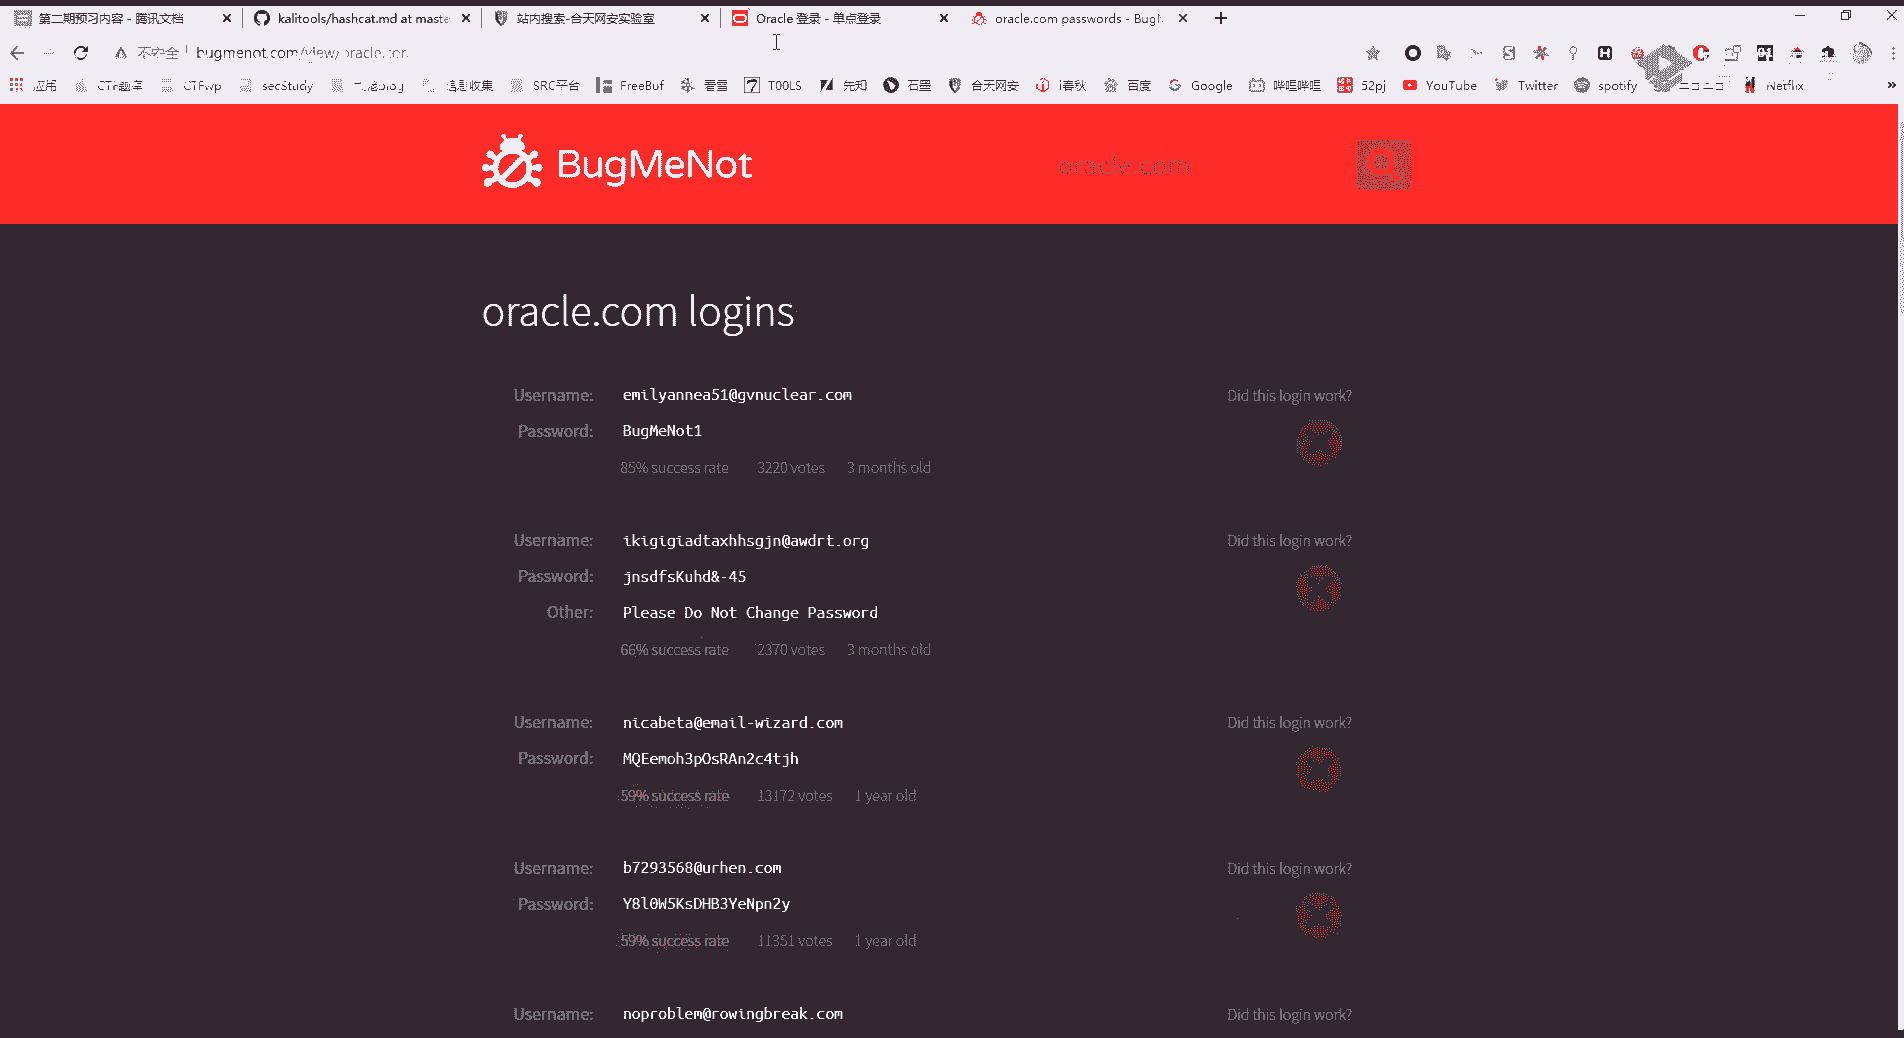 第二期预习内容 - 腾讯文档
kalitools/hashcat.md at maste
站内搜索-合天网安实验室
Oracle 登录 - 单点登录
oracle.com passwords - BugM
不安全 bugmenot.com/view/oracle.com
应用 CTF题库 CTFwp secStudy 信息收集 SRC平台 FreeBuf 看雪 T00LS 先知 石墨 合天网安 i春秋 百度 Google 哔哩哔哩 52pj YouTube Twitter spotify ニコニコ Netflix »
BugMeNot
oracle.com
oracle.com logins
Username: emilyannea51@gvnuclear.com Did this login work?
Password: BugMeNot1
85% success rate 3220 votes 3 months old
Username: ikigigiadtaxhhsgjn@awdrt.org Did this login work?
Password: jnsdfsKuhd&-45
Other: Please Do Not Change Password
66% success rate 2370 votes 3 months old
Username: nicabeta@email-wizard.com Did this login work?
Password: MQEemoh3pOsRAn2c4tjh
59% success rate 13172 votes 1 year old
Username: b7293568@urhen.com Did this login work?
Password: Y8l0W5KsDHB3YeNpn2y
59% success rate 11351 votes 1 year old
Username: noproblem@rowingbreak.com Did this login work?